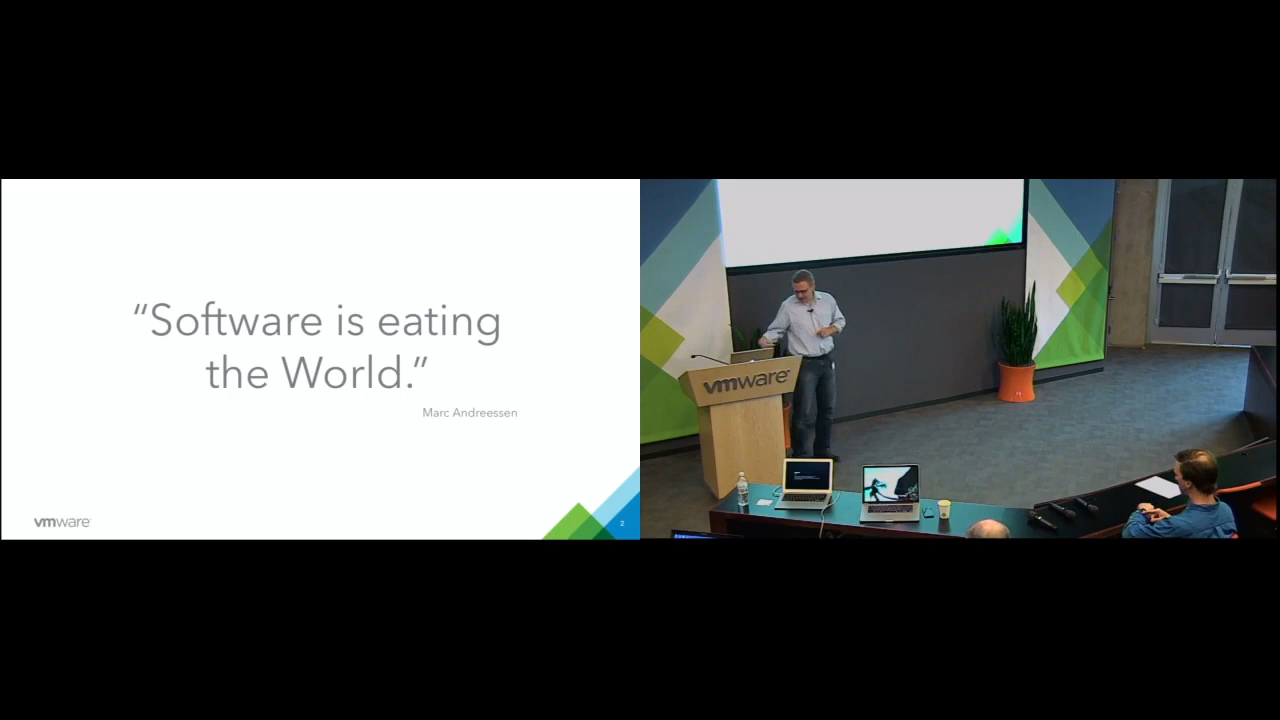 “Software is eating
the World.”
Marc Andreessen
vmware
2
vmware